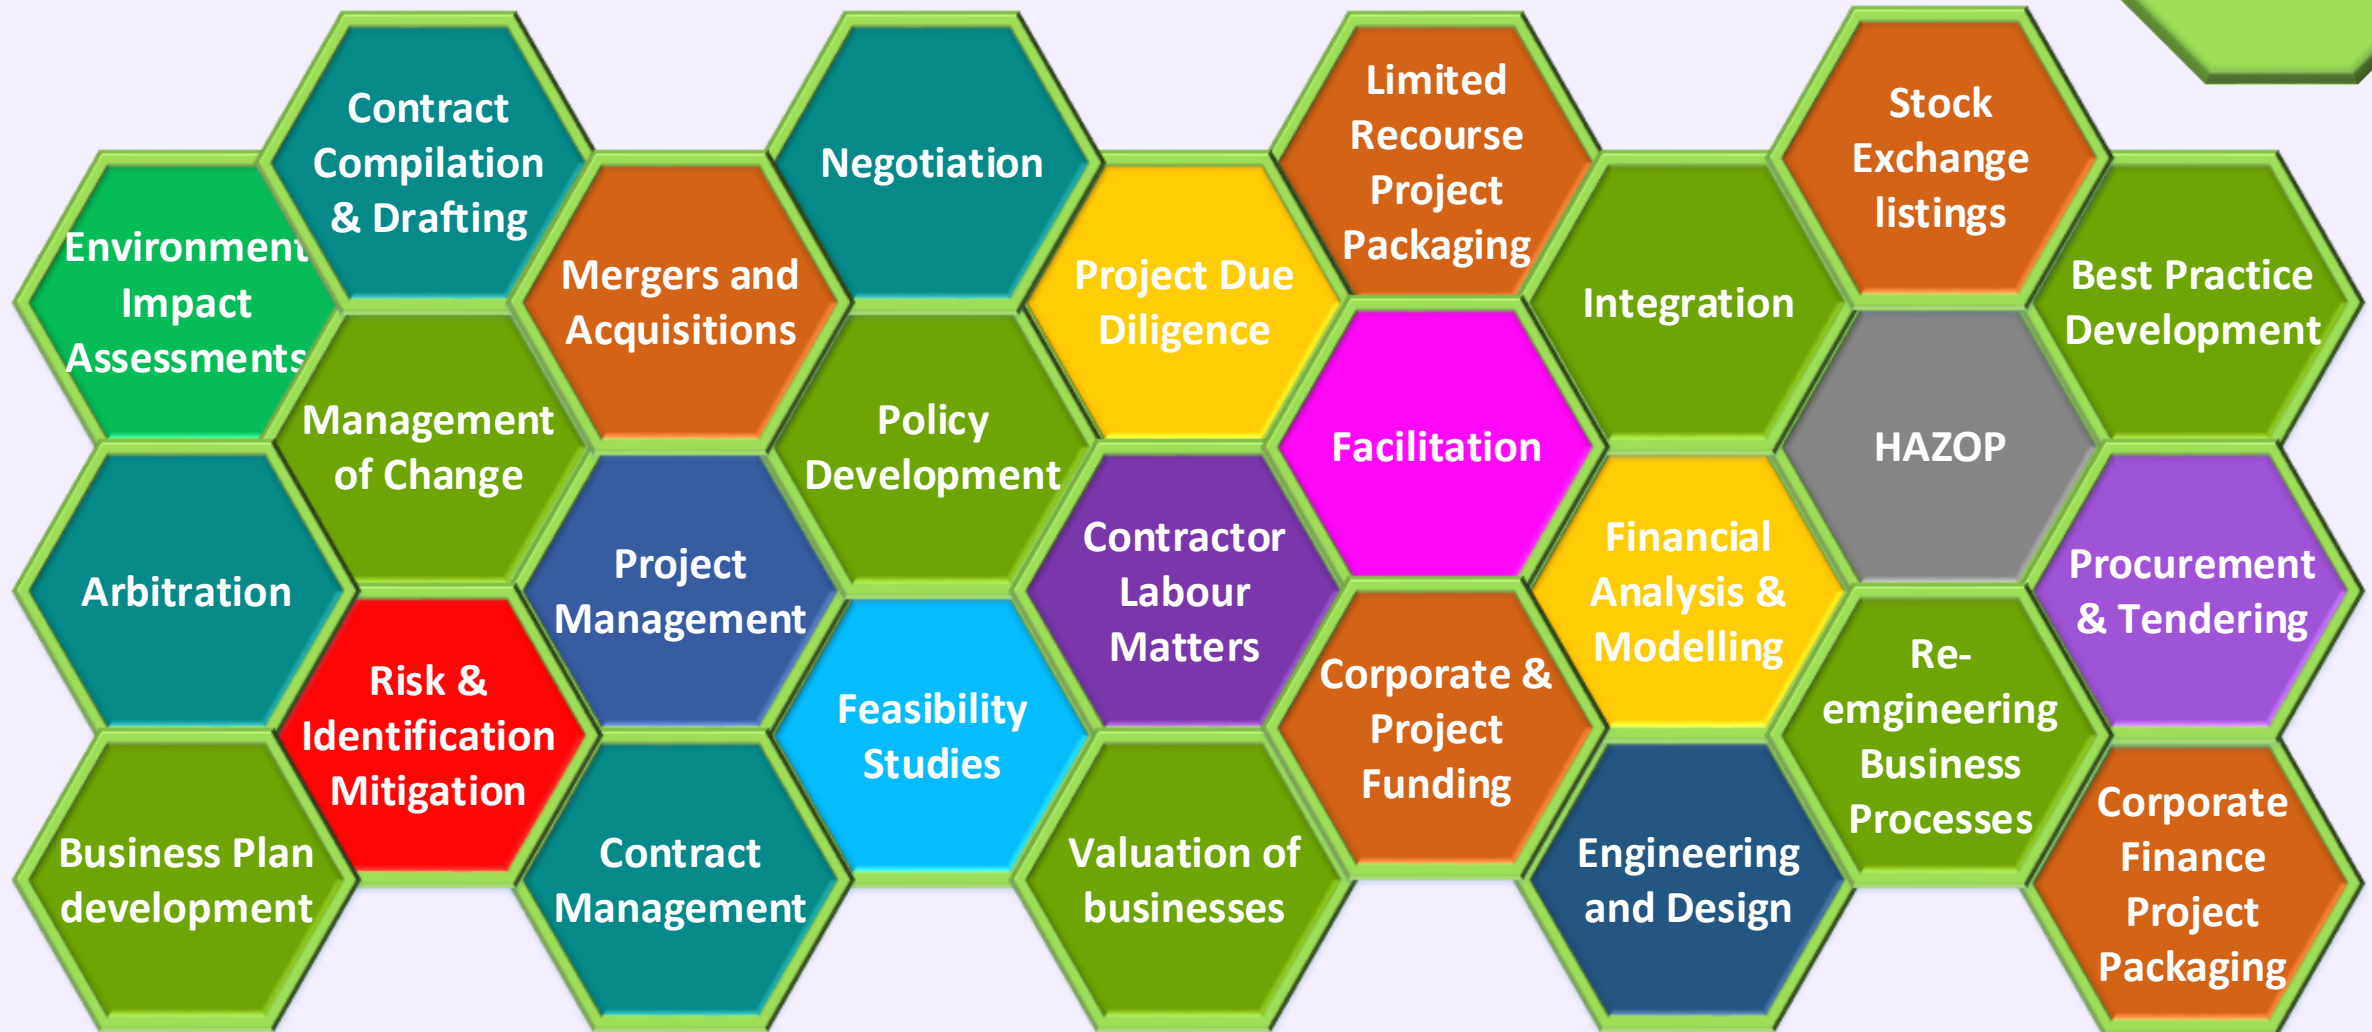 Contract
Compilation
& Drafting
Negotiation
Limited
Recourse
Project
Packaging
Stock
Exchange
listings
Environment
Impact
Assessments
Mergers and
Acquisitions
Project Due
Diligence
Integration
Best Practice
Development
Management
of Change
Policy
Development
Facilitation
HAZOP
Arbitration
Project
Management
Contractor
Labour
Matters
Financial
Analysis &
Modelling
Procurement
& Tendering
Risk &
Identification
Mitigation
Feasibility
Studies
Corporate &
Project
Funding
Re-
emgineering
Business
Processes
Business Plan
development
Contract
Management
Valuation of
businesses
Engineering
and Design
Corporate
Finance
Project
Packaging